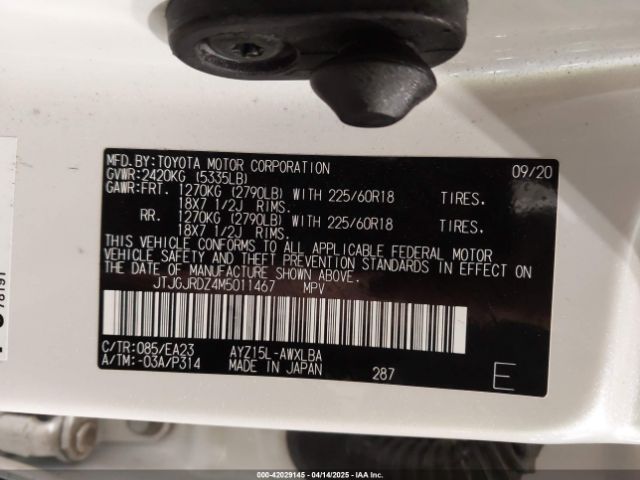 MFD.BY:TOYOTA MOTOR CORPORATION 09/20
GVWR:2420KG (5335LB)
GAWR:FRT. 1270KG (2790LB) WITH 225/60R18 TIRES.
18X7 1/2J RIMS.
RR. 1270KG (2790LB) WITH 225/60R18 TIRES.
18X7 1/2J RIMS.
THIS VEHICLE CONFORMS TO ALL APPLICABLE FEDERAL MOTOR
VEHICLE SAFETY AND THEFT PREVENTION STANDARDS IN EFFECT ON
THE DATE OF MANUFACTURE SHOWN ABOVE.
JTJGJRDZ4M5011467 MPV
C/TR:085/EA23 AYZ15L-AWXLBA
A/TM:-03A/P314 MADE IN JAPAN 287 E
78191
000-42029145 - 04/14/2025 - IAA Inc.